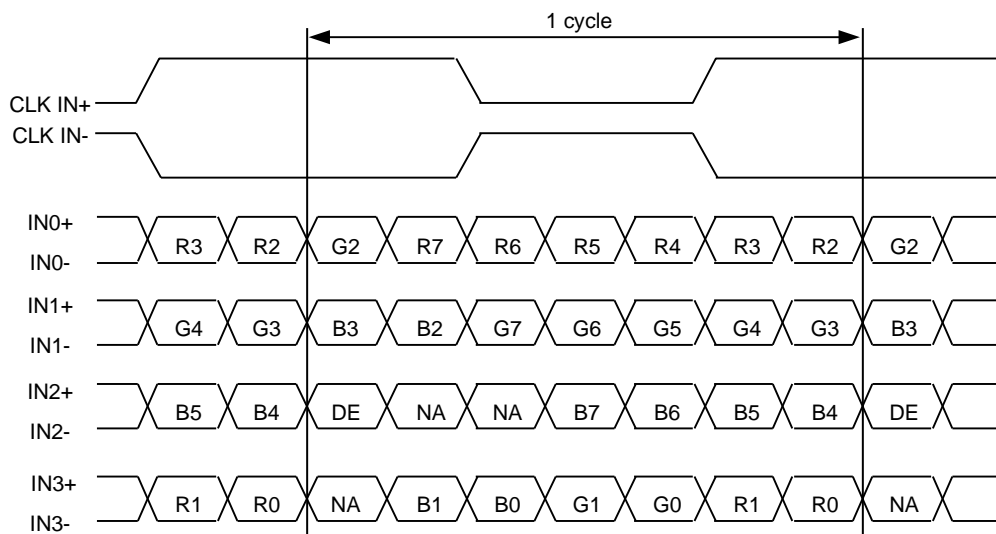 1 cycle
CLK IN+
CLK IN-
IN0+
R3 R2 G2 R7 R6 R5 R4 R3 R2 G2
IN0-
IN1+
G4 G3 B3 B2 G7 G6 G5 G4 G3 B3
IN1-
IN2+
B5 B4 DE NA NA B7 B6 B5 B4 DE
IN2-
IN3+
R1 R0 NA B1 B0 G1 G0 R1 R0 NA
IN3-